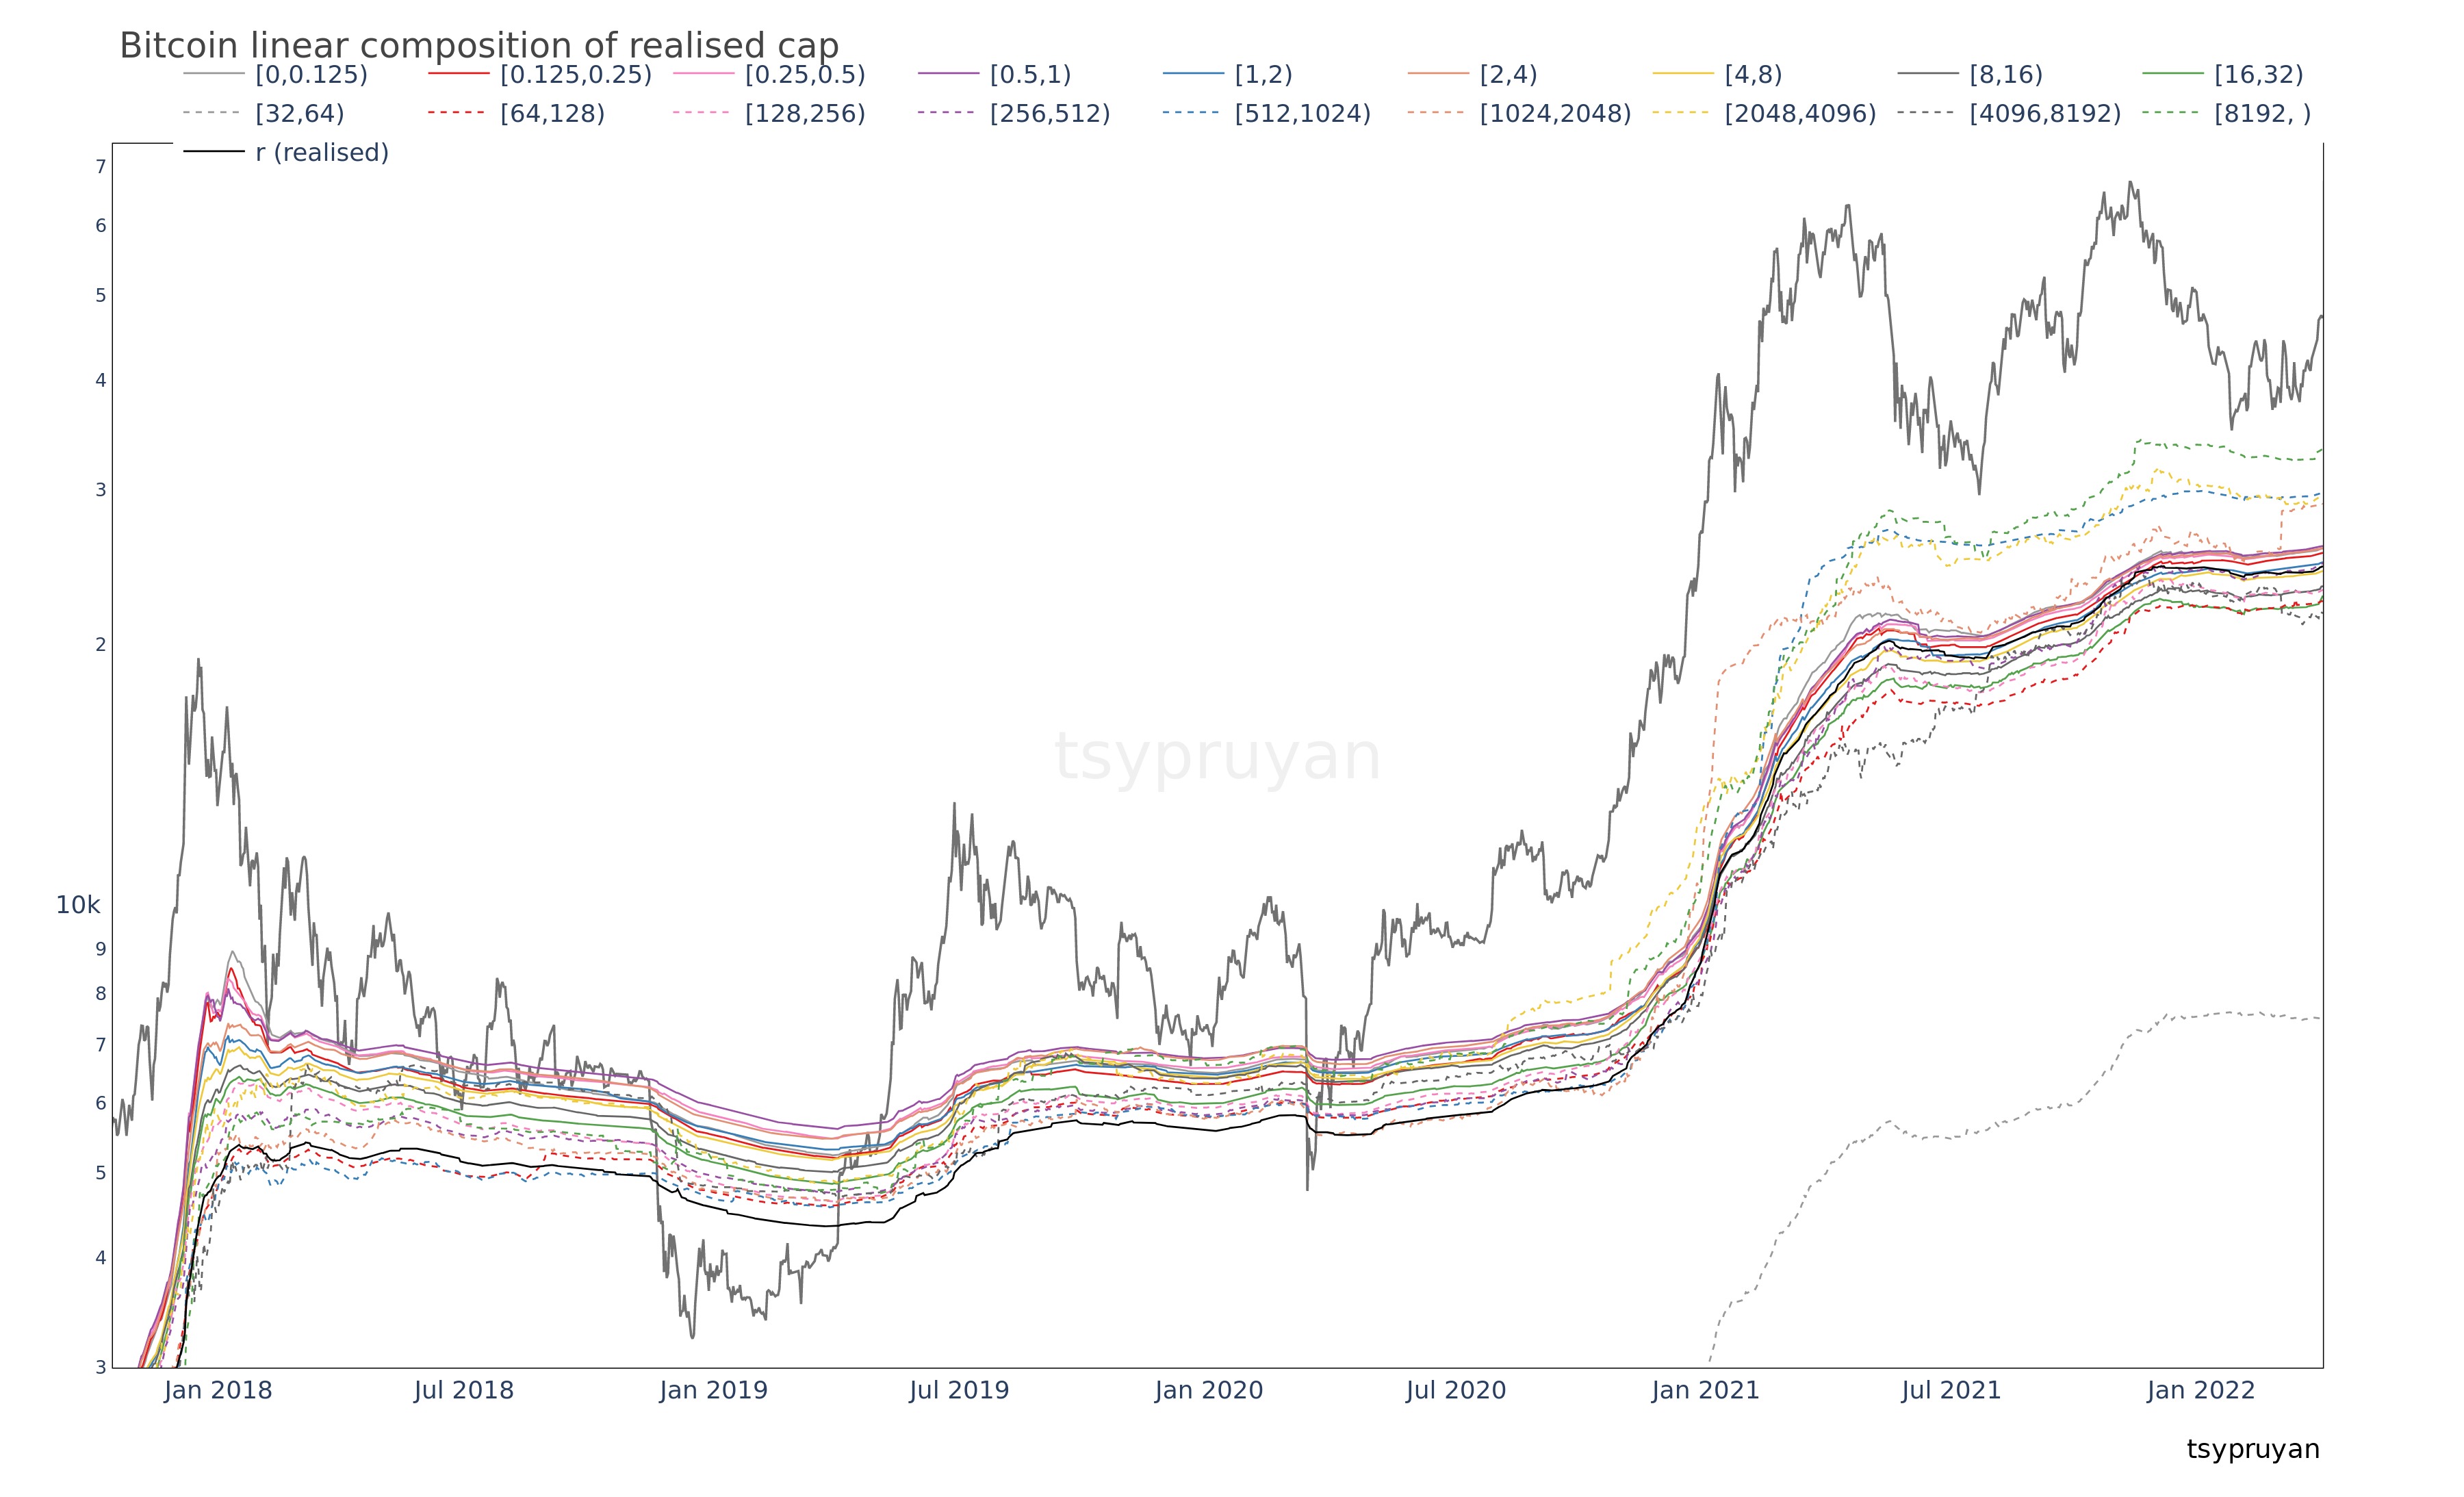 Bitcoin linear composition of realised cap
[0,0.125) [0.125,0.25) [0.25,0.5) [0.5,1) [1,2) [2,4) [4,8) [8,16) [16,32)
[32,64) [64,128) [128,256) [256,512) [512,1024) [1024,2048) [2048,4096) [4096,8192) [8192, )
r (realised)
7
6
5
4
3
2
tsypruyan
10k
9
8
7
6
5
4
3
Jan 2018 Jul 2018 Jan 2019 Jul 2019 Jan 2020 Jul 2020 Jan 2021 Jul 2021 Jan 2022
tsypruyan